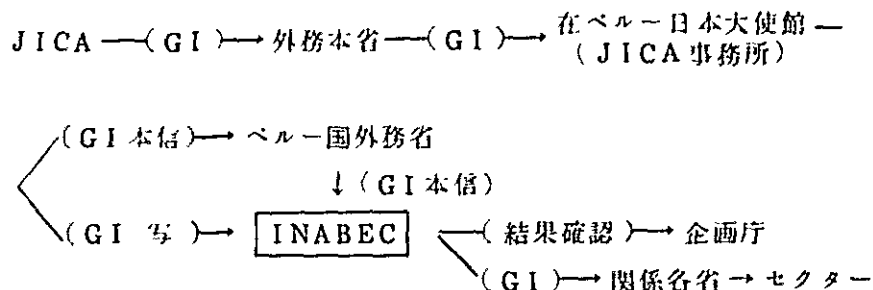 JICA —(GI)→ 外務本省 —(GI)→ 在ペルー日本大使館 —
(JICA事務所)
(GI本信)→ ペルー国外務省
↓(GI本信)
(GI 写)→ INABEC —(結果確認)→ 企画庁
(GI)→ 関係各省 → セクター